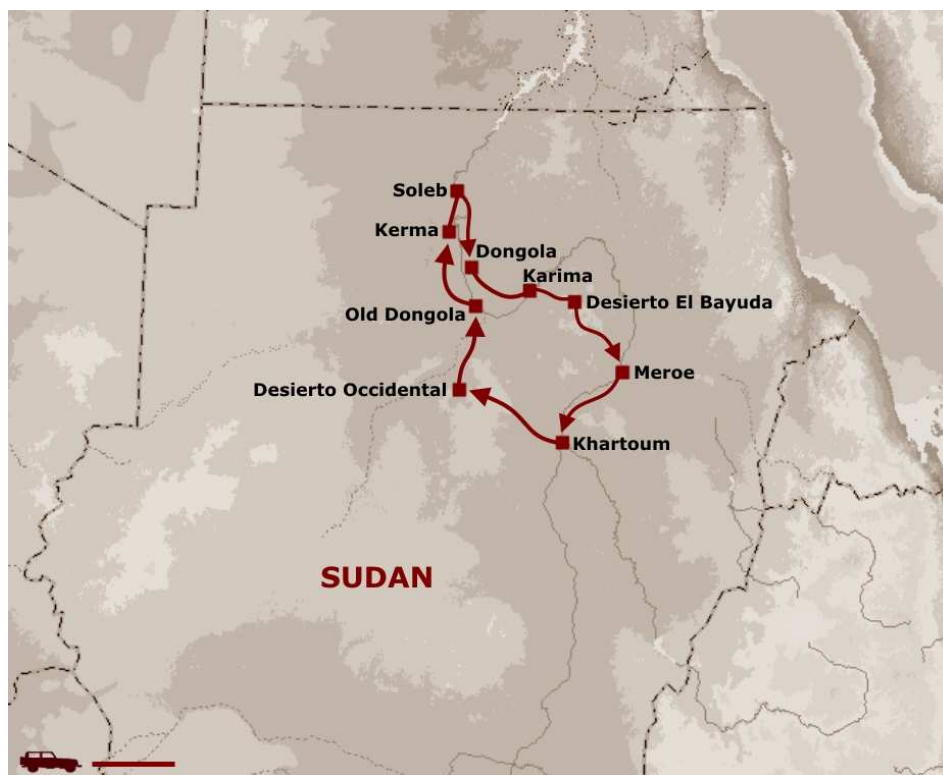 Soleb
Kerma
Dongola
Karima
Desierto El Bayuda
Old Dongola
Meroe
Desierto Occidental
Khartoum
SUDAN